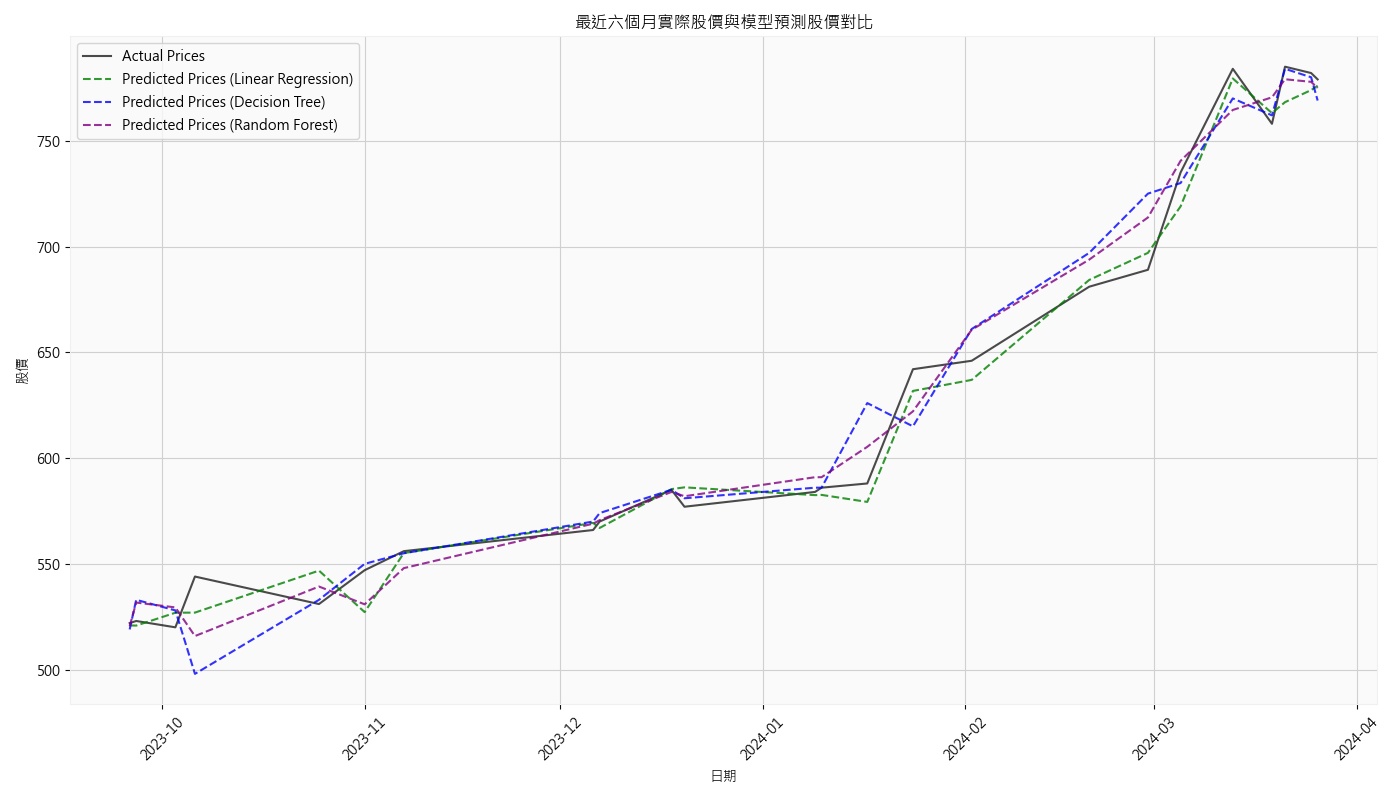 最近六個月實際股價與模型預測股價對比
Actual Prices
Predicted Prices (Linear Regression)
Predicted Prices (Decision Tree)
Predicted Prices (Random Forest)
750
700
650
600
550
500
股價
2023-10
2023-11
2023-12
2024-01
2024-02
2024-03
2024-04
日期